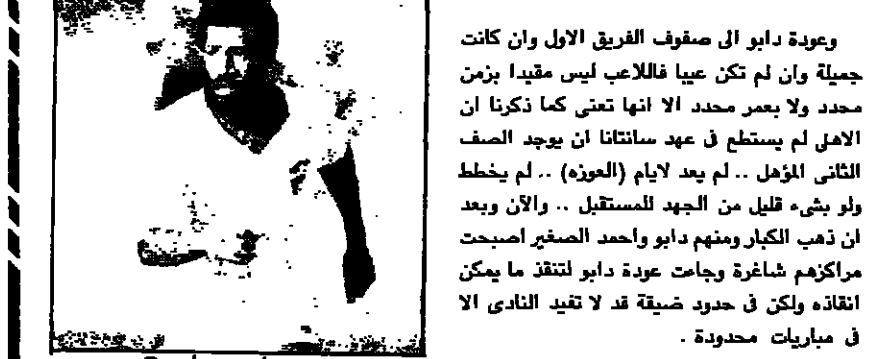 وعودة دابو الى صفوف الفريق الاول وان كانت
جميلة وان لم تكن عيبا فاللاعب ليس مقيدا بزمن
محدد ولا بعمر محدد الا انها تعنى كما ذكرنا ان
الاهلى لم يستطع فى عهد سانتانا ان يوجد الصف
الثانى المؤهل .. لم يعد لايام (العوزه) .. لم يخطط
ولو بشىء قليل من الجهد للمستقبل .. والآن وبعد
ان ذهب الكبار ومنهم دابو واحمد الصغير اصبحت
مراكزهم شاغرة وجاءت عودة دابو لتنقذ ما يمكن
انقاذه ولكن فى حدود ضيقة قد لا تفيد النادى الا
فى مباريات محدودة .